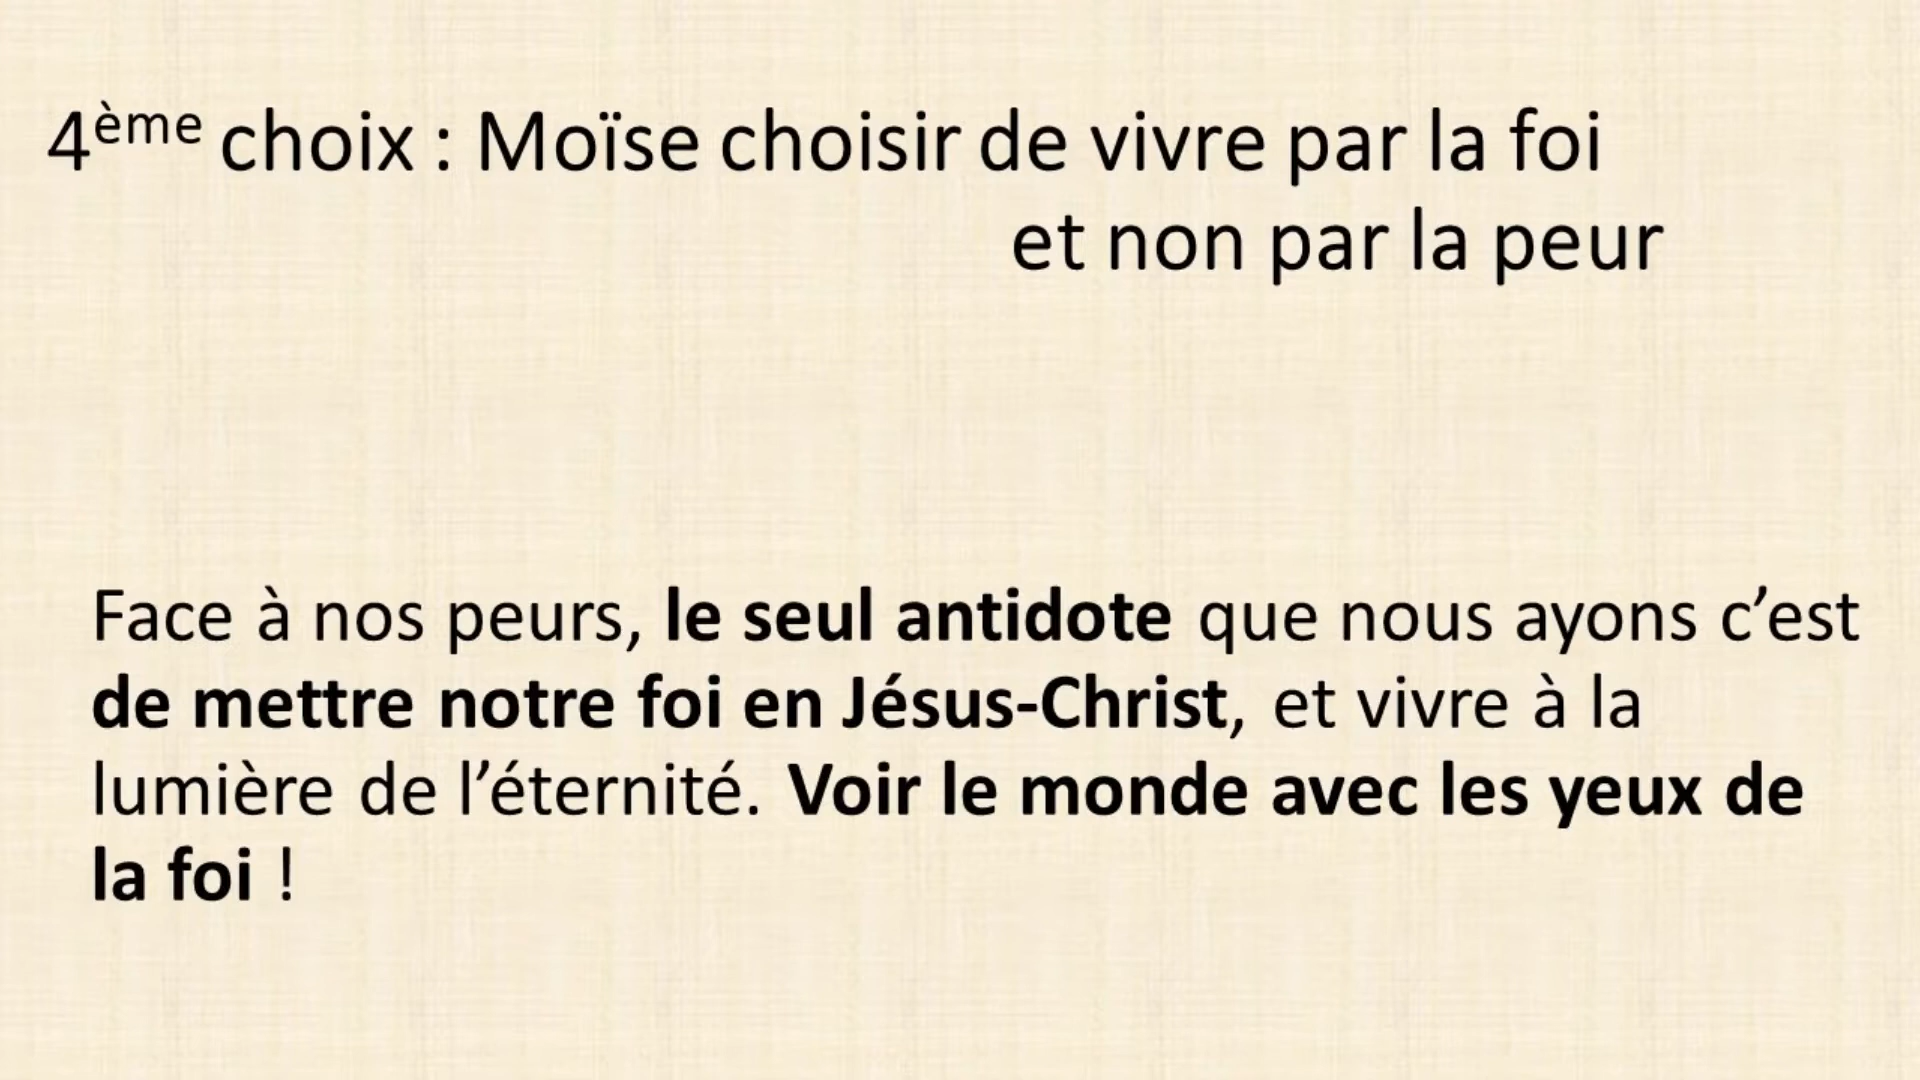 4ème choix : Moïse choisir de vivre par la foi
et non par la peur
Face à nos peurs, le seul antidote que nous ayons c’est
de mettre notre foi en Jésus-Christ, et vivre à la
lumière de l’éternité. Voir le monde avec les yeux de
la foi !